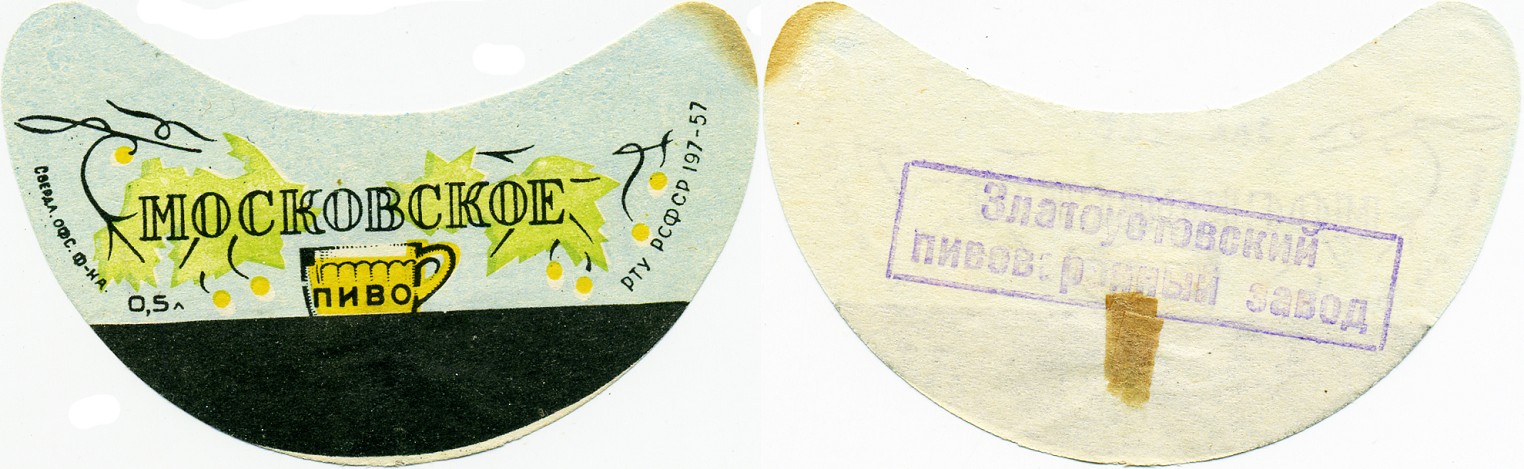 МОСКОВСКОЕ
ПИВО
0,5 л
СВЕРДЛ. ОФС. Ф-КА.
РТУ РСФСР 197-57
Златоустовский
пивоваренный завод